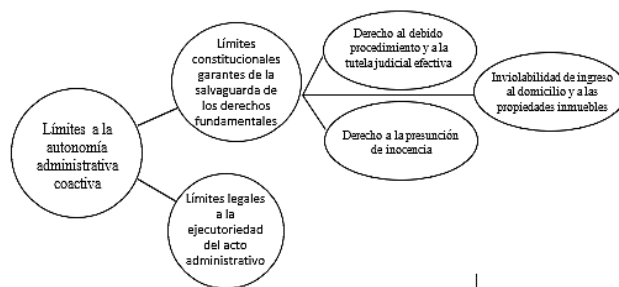 Límites a la
autonomía
administrativa
coactiva
Límites
constitucionales
garantes de la
salvaguarda de
los derechos
fundamentales
Derecho al debido
procedimiento y a la
tutela judicial efectiva
Inviolabilidad de ingreso
al domicilio y a las
propiedades inmuebles
Derecho a la presunción
de inocencia
Límites legales
a la
ejecutoriedad
del acto
administrativo